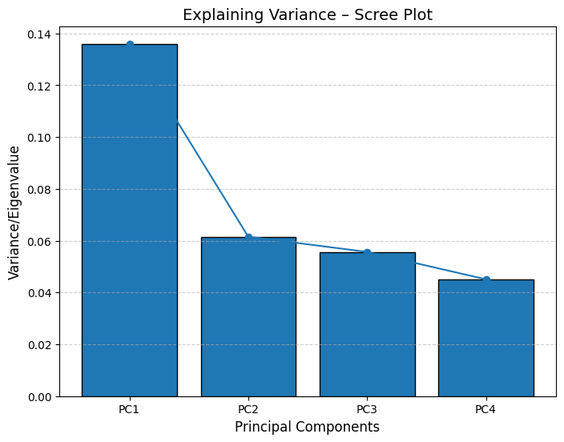 Explaining Variance – Scree Plot
Variance/Eigenvalue
0.14
0.12
0.10
0.08
0.06
0.04
0.02
0.00
PC1 PC2 PC3 PC4
Principal Components